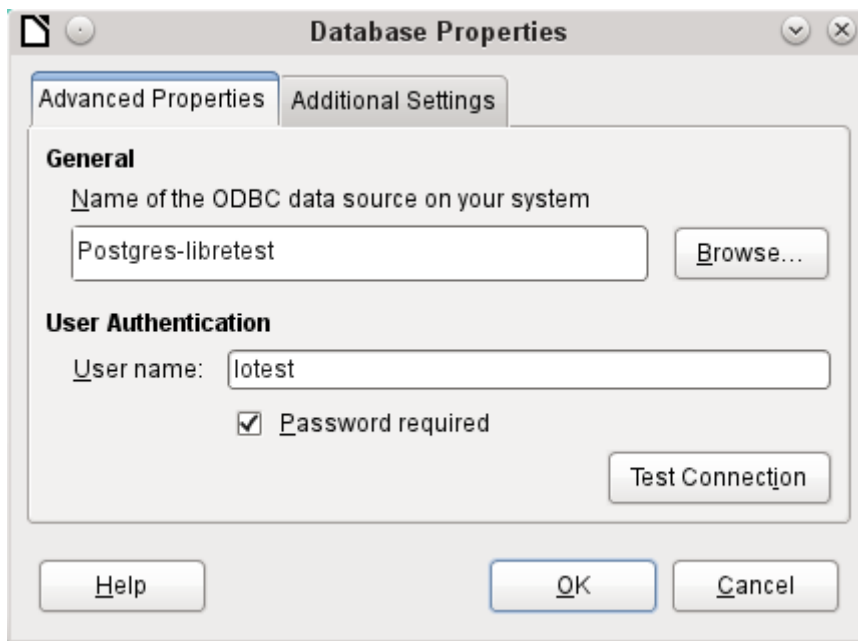 Database Properties
Advanced Properties Additional Settings
General
Name of the ODBC data source on your system
Postgres-libretest Browse...
User Authentication
User name: lotest
Password required
Test Connection
Help OK Cancel